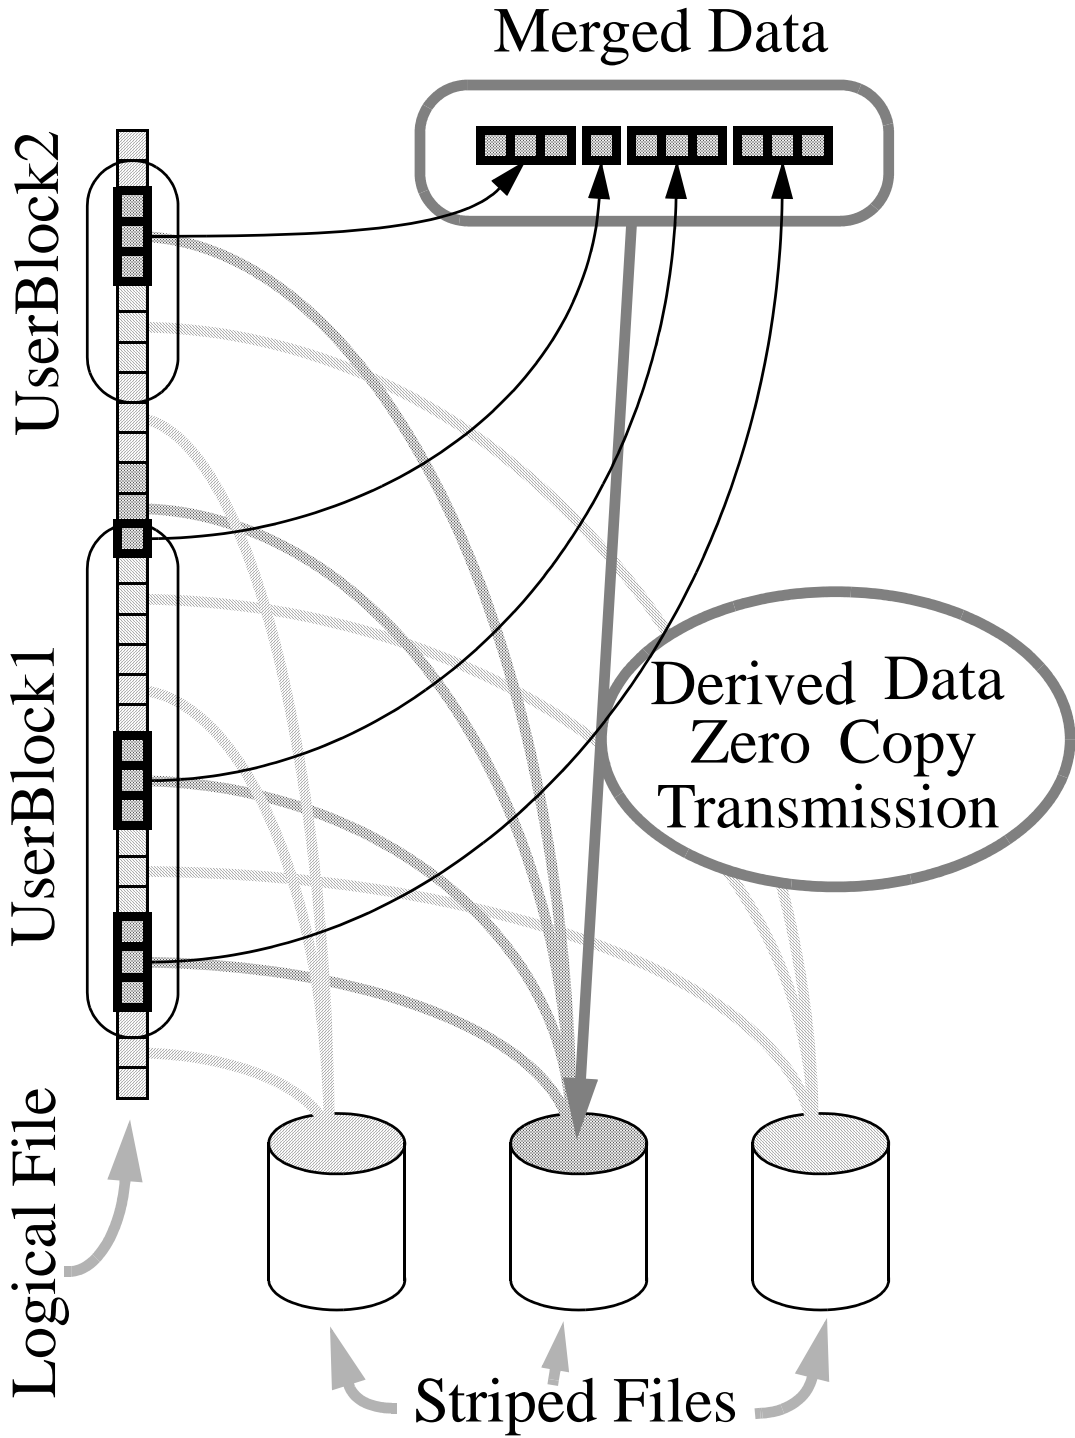 Merged Data
UserBlock2
UserBlock1
Derived Data
Zero Copy
Transmission
Logical File
Striped Files